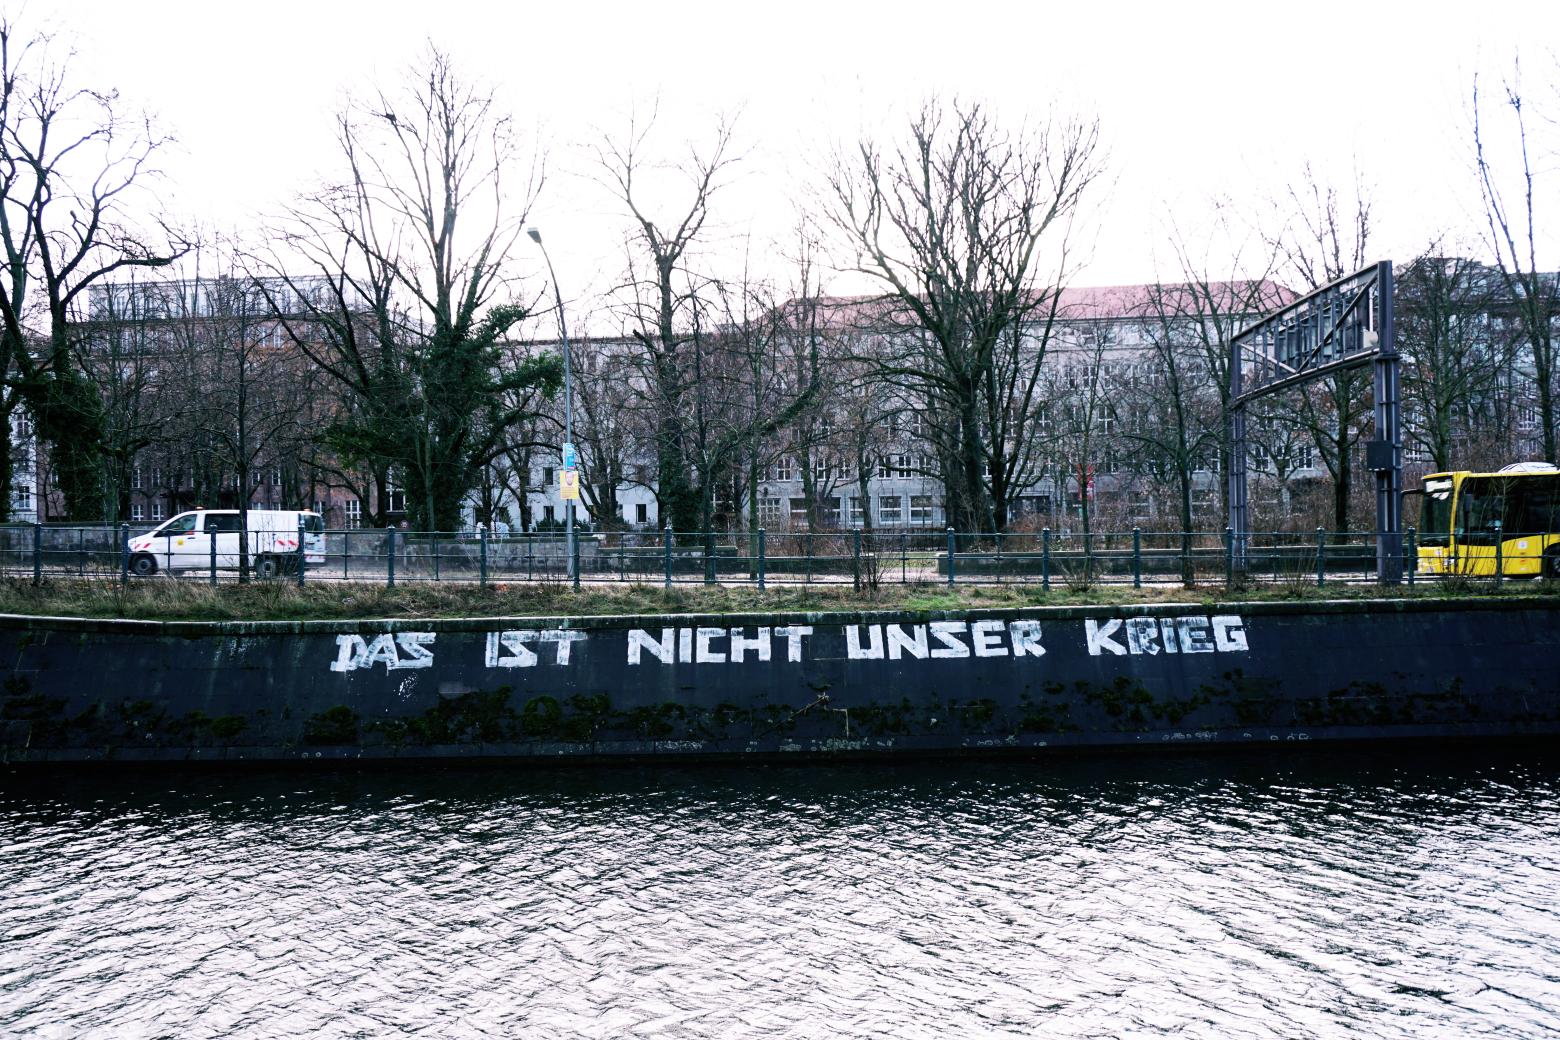 DAS IST NICHT UNSER KRIEG